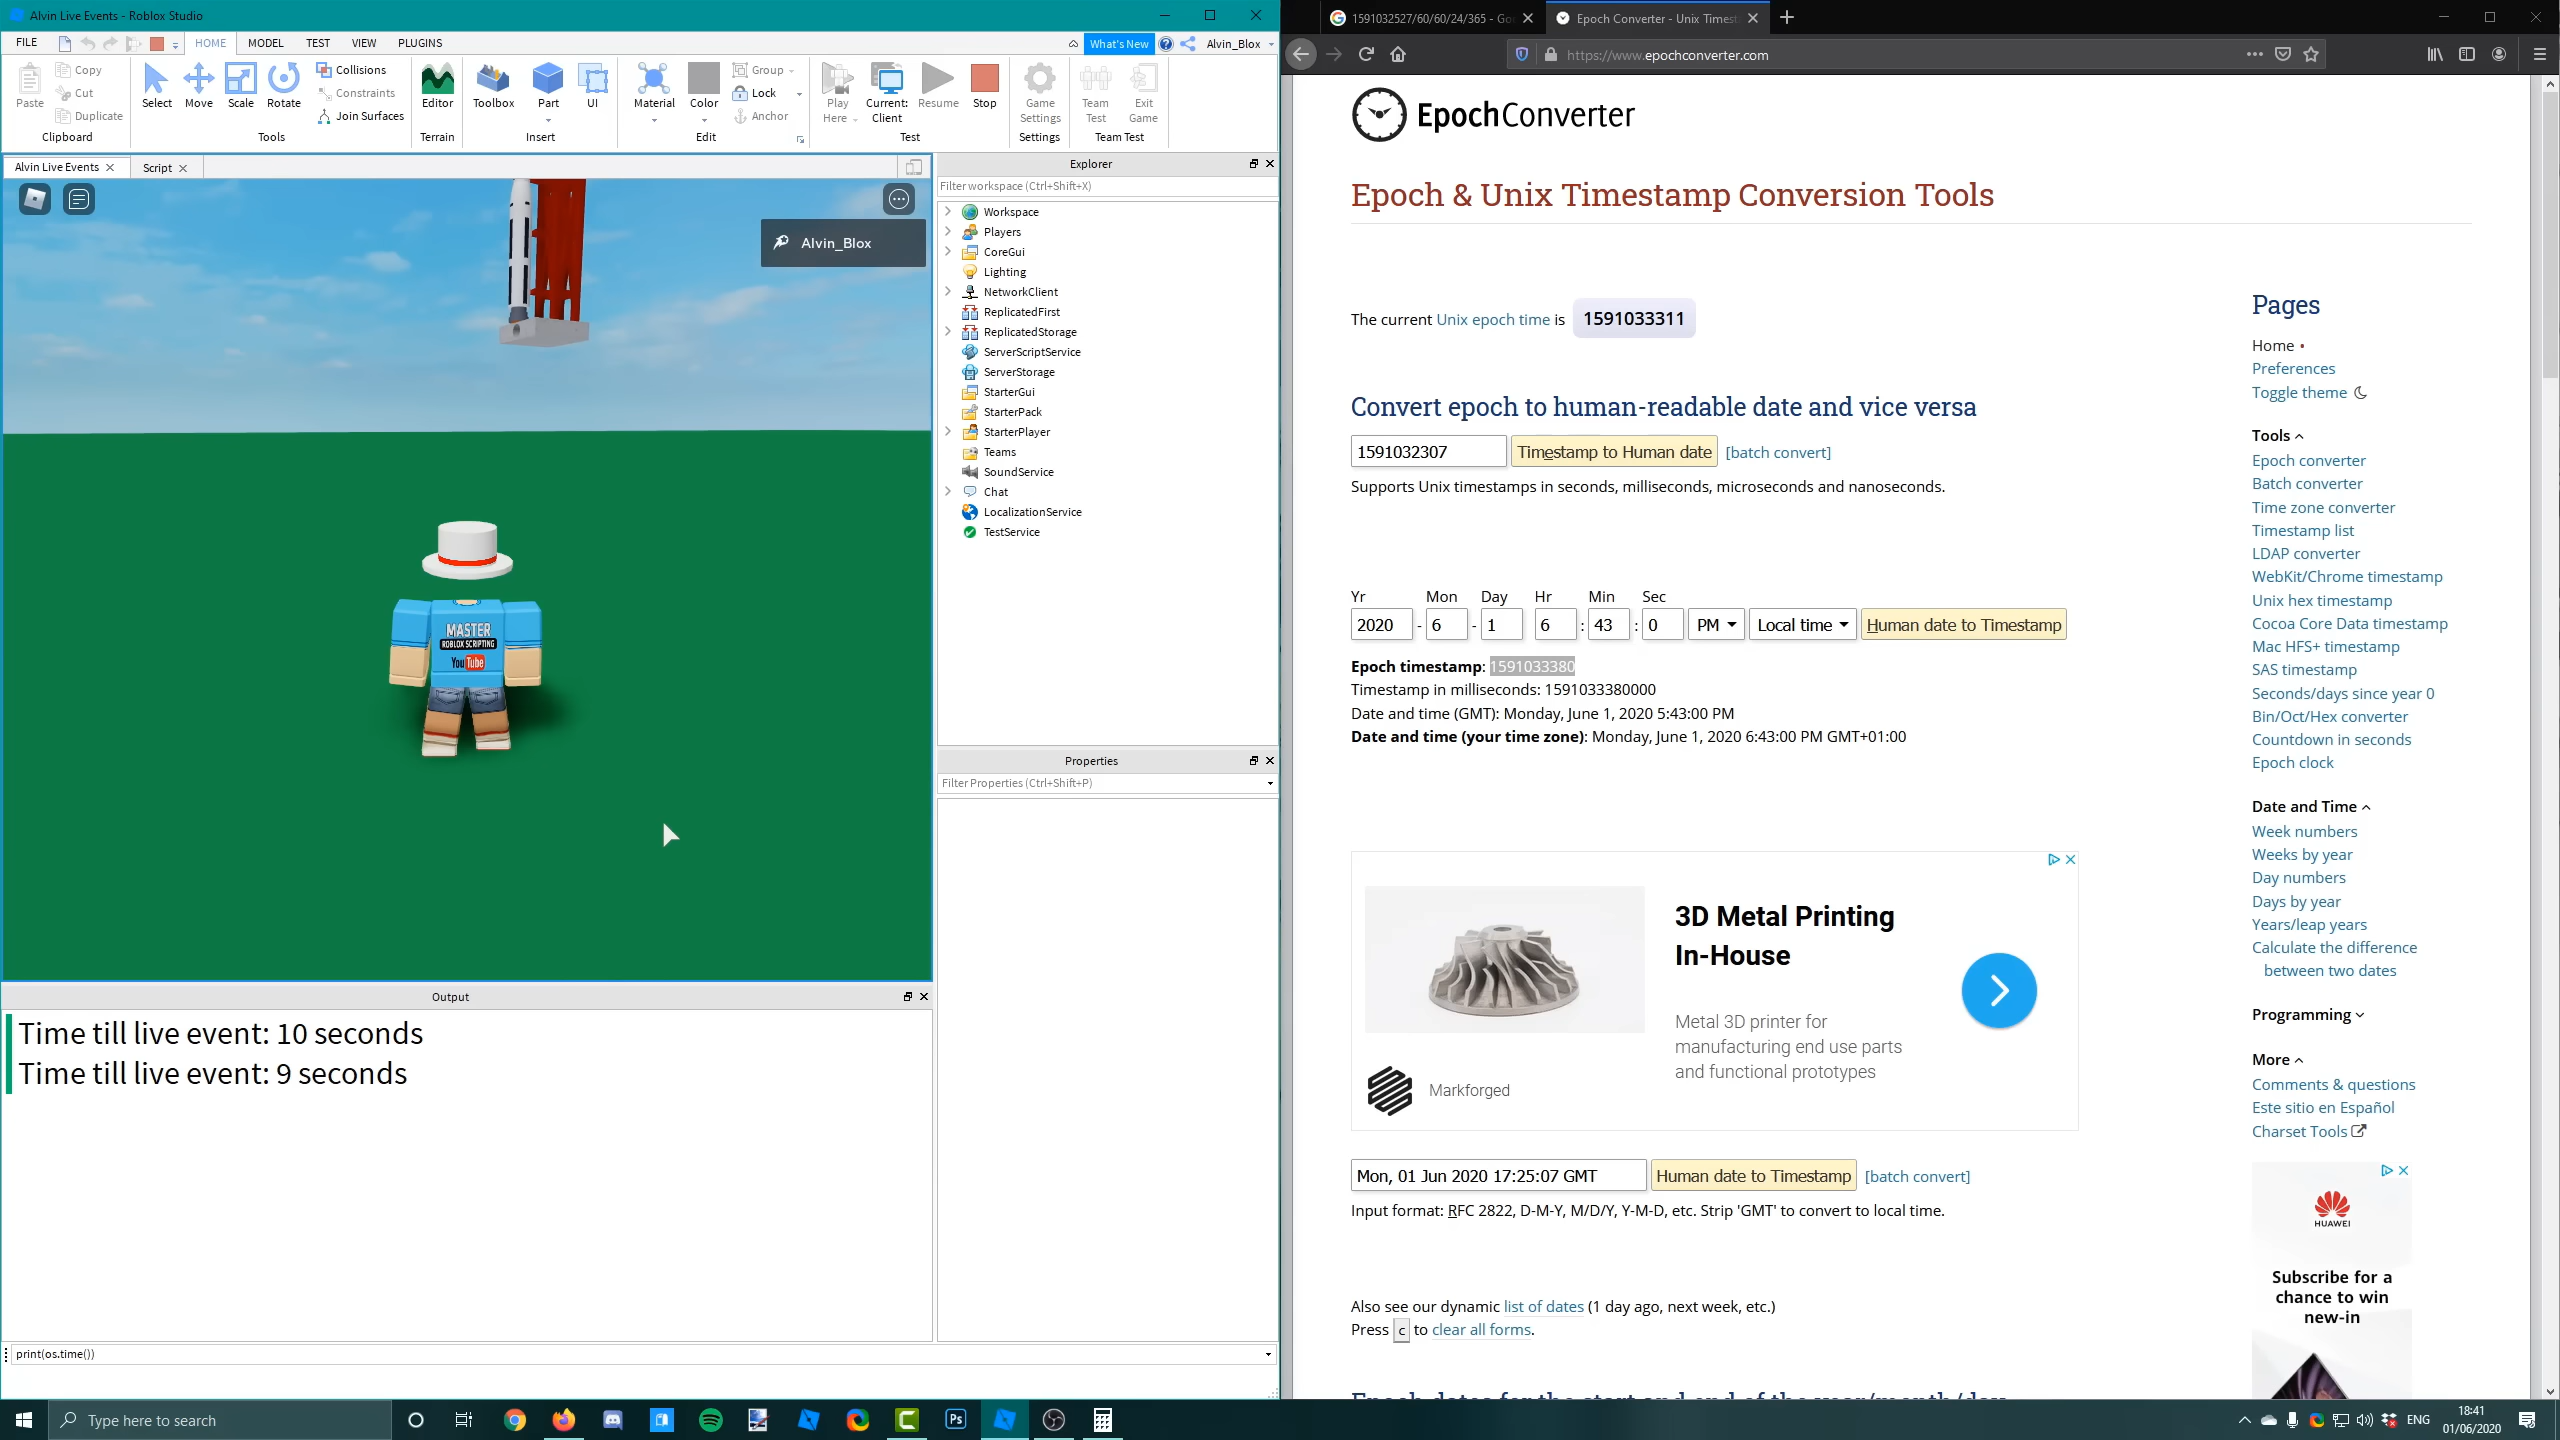 Alvin Live Events - Roblox Studio
FILE HOME MODEL TEST VIEW PLUGINS What's New Alvin_Blox
Paste Copy Cut Duplicate Clipboard
Select Move Scale Rotate Collisions Constraints Join Surfaces Tools
Editor Terrain
Toolbox Part UI Insert
Material Color Group Lock Anchor Edit
Play Here Current: Client Resume Stop Test
Game Settings Settings
Team Test Exit Game Team Test
Alvin Live Events Script
Alvin_Blox
MASTER
ROBLOX SCRIPTING
YouTube
Explorer
Filter workspace (Ctrl+Shift+X)
Workspace
Players
CoreGui
Lighting
NetworkClient
ReplicatedFirst
ReplicatedStorage
ServerScriptService
ServerStorage
StarterGui
StarterPack
StarterPlayer
Teams
SoundService
Chat
LocalizationService
TestService
Properties
Filter Properties (Ctrl+Shift+P)
Output
Time till live event: 10 seconds
Time till live event: 9 seconds
print(os.time())
1591032527/60/60/24/365 - Go
Epoch Converter - Unix Timest
https://www.epochconverter.com
EpochConverter
Epoch & Unix Timestamp Conversion Tools
The current Unix epoch time is 1591033311
Convert epoch to human-readable date and vice versa
1591032307 Timestamp to Human date [batch convert]
Supports Unix timestamps in seconds, milliseconds, microseconds and nanoseconds.
Yr Mon Day Hr Min Sec
2020 - 6 - 1 6 : 43 : 0 PM Local time Human date to Timestamp
Epoch timestamp: 1591033380
Timestamp in milliseconds: 1591033380000
Date and time (GMT): Monday, June 1, 2020 5:43:00 PM
Date and time (your time zone): Monday, June 1, 2020 6:43:00 PM GMT+01:00
3D Metal Printing
In-House
Metal 3D printer for
manufacturing end use parts
and functional prototypes
Markforged
Mon, 01 Jun 2020 17:25:07 GMT Human date to Timestamp [batch convert]
Input format: RFC 2822, D-M-Y, M/D/Y, Y-M-D, etc. Strip 'GMT' to convert to local time.
Also see our dynamic list of dates (1 day ago, next week, etc.)
Press c to clear all forms.
Epoch dates for the start and end of the year/month/day
Pages
Home •
Preferences
Toggle theme
Tools
Epoch converter
Batch converter
Time zone converter
Timestamp list
LDAP converter
WebKit/Chrome timestamp
Unix hex timestamp
Cocoa Core Data timestamp
Mac HFS+ timestamp
SAS timestamp
Seconds/days since year 0
Bin/Oct/Hex converter
Countdown in seconds
Epoch clock
Date and Time
Week numbers
Weeks by year
Day numbers
Days by year
Years/leap years
Calculate the difference
between two dates
Programming
More
Comments & questions
Este sitio en Español
Charset Tools
HUAWEI
Subscribe for a
chance to win
new-in
Type here to search
Ps
ENG
18:41
01/06/2020